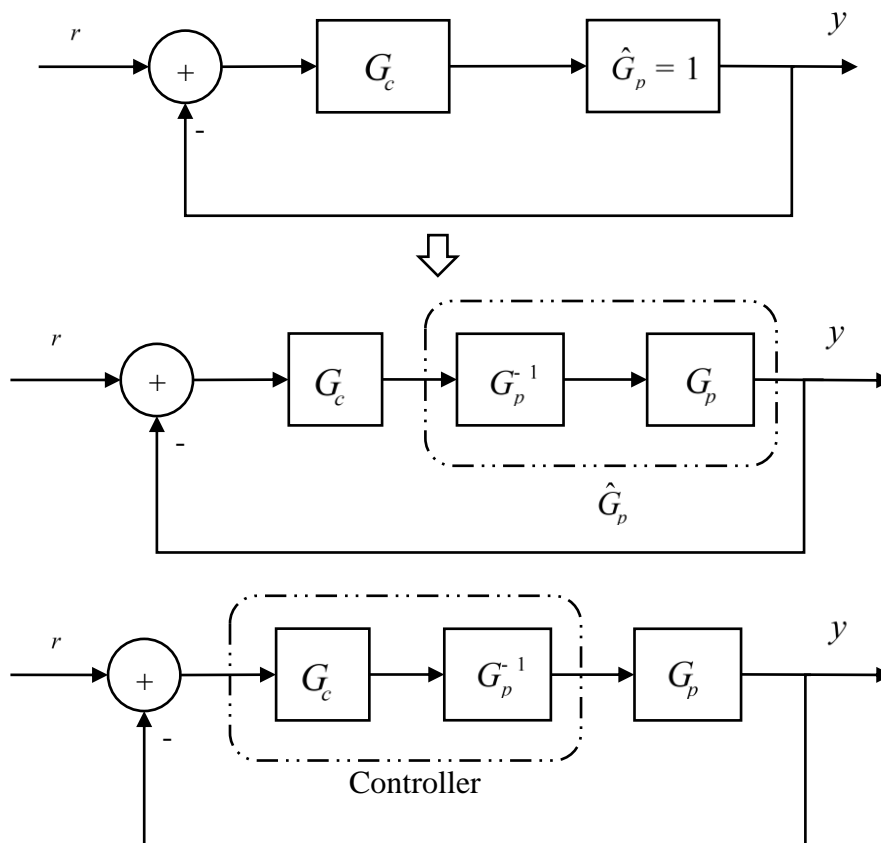 r y
+ G_c Ĝ_p = 1
-
r y
+ G_c G_p^{-1} G_p
-
Ĝ_p
r y
+ G_c G_p^{-1} G_p
-
Controller